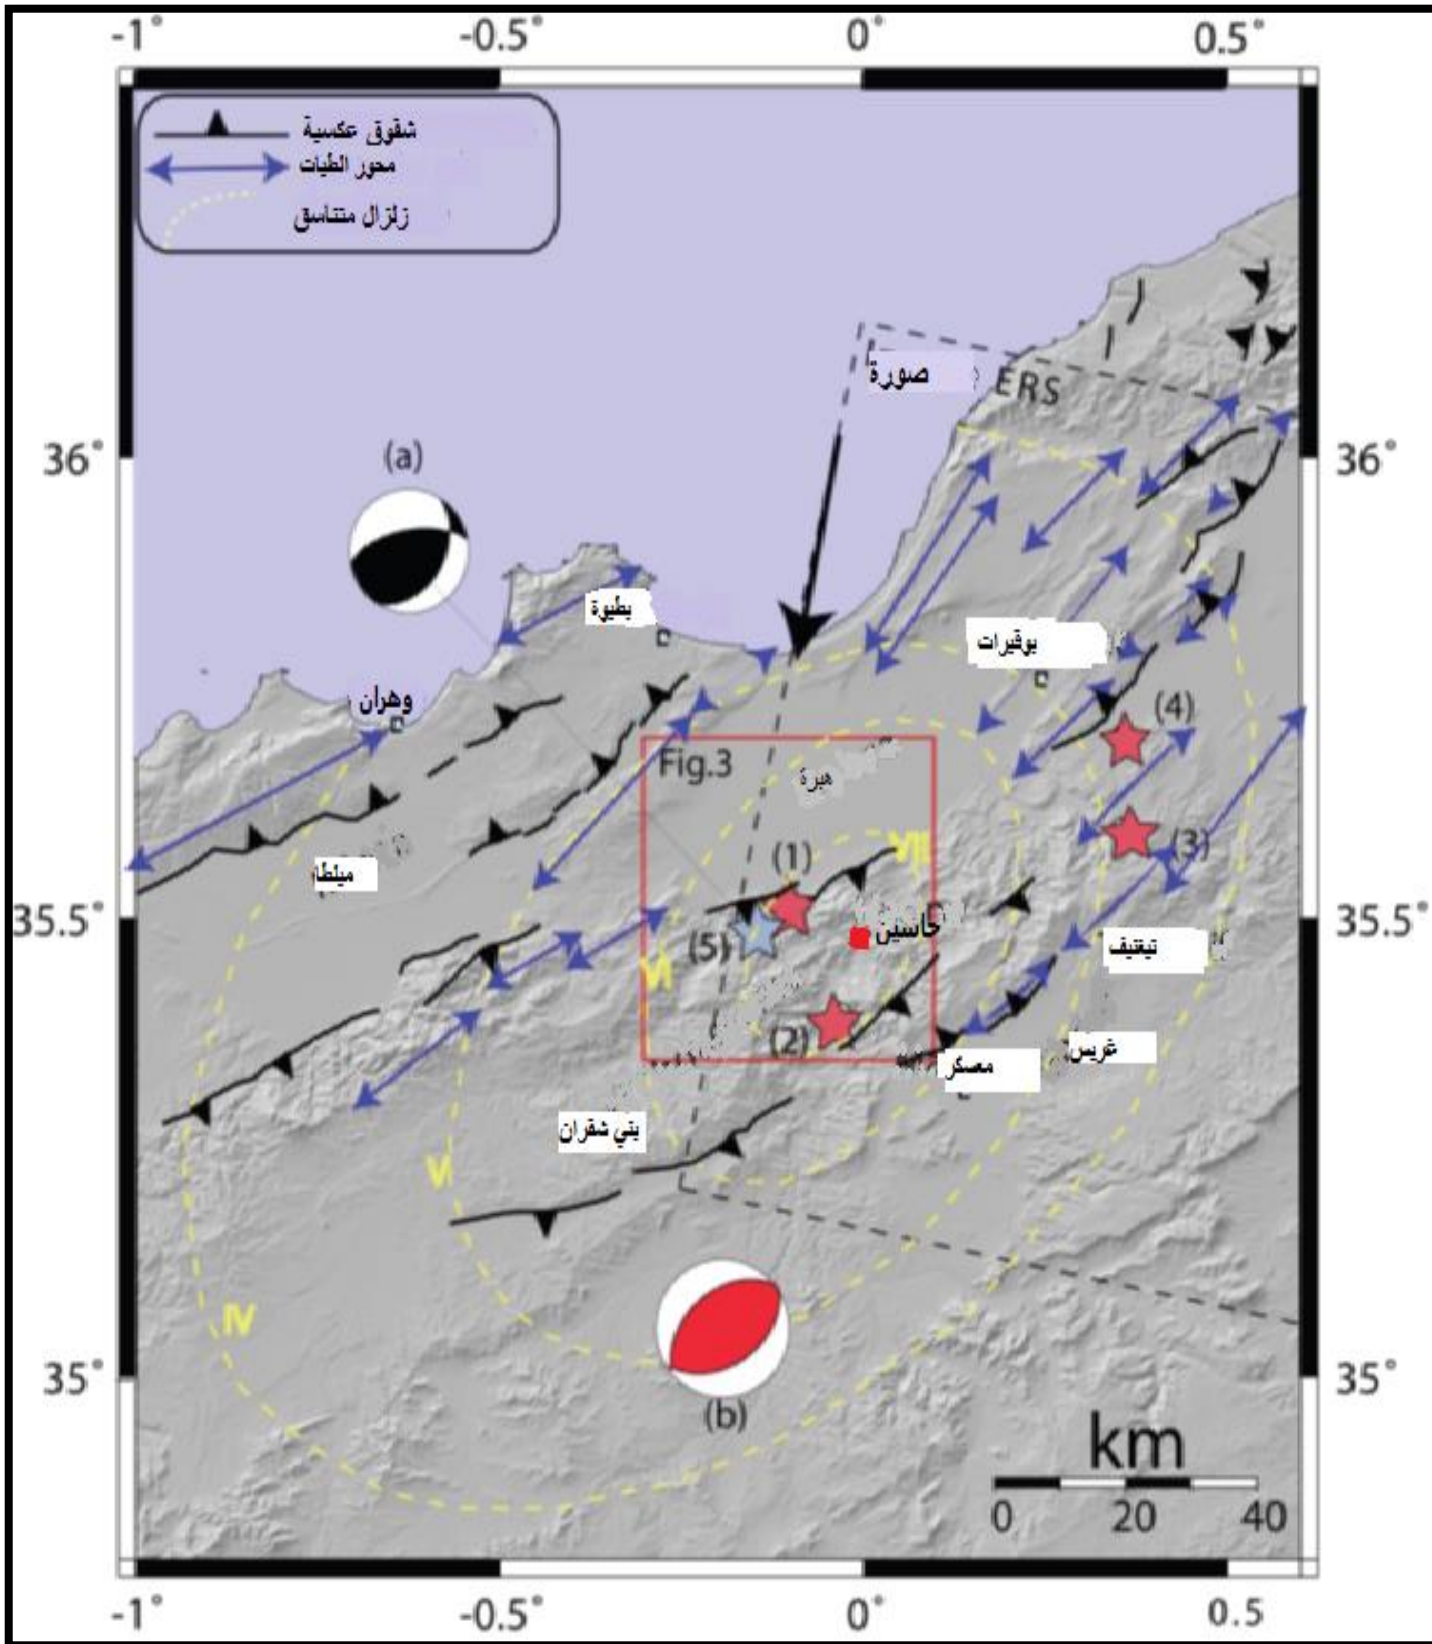 -1°
-0.5°
0°
0.5°
شقوق عكسية
محور الطيات
زلزال متناسق
صورة
ERS
36°
36°
(a)
بطيوة
بوقيرات
وهران
(4)
Fig.3
هبرة
(3)
(1)
VII
ميلطة
35.5°
35.5°
حاسين
(5)
تيغنيف
VI
(2)
غريس
معسكر
بني شقران
V
IV
35°
35°
(b)
km
0
20
40
-1°
-0.5°
0°
0.5